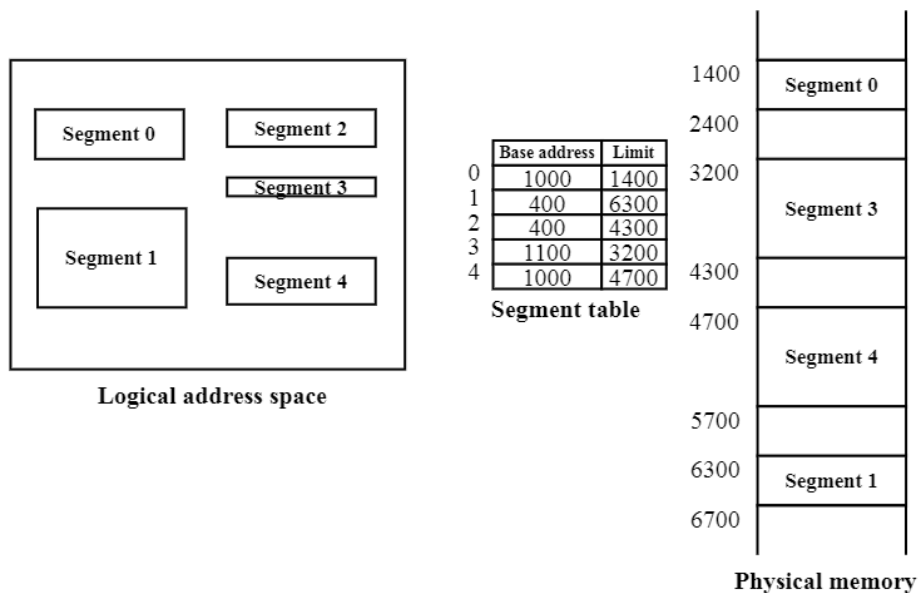 Segment 0
Segment 2
Segment 3
Segment 1
Segment 4
Logical address space
Base address Limit
0 1000 1400
1 400 6300
2 400 4300
3 1100 3200
4 1000 4700
Segment table
1400
Segment 0
2400
3200
Segment 3
4300
4700
Segment 4
5700
6300
Segment 1
6700
Physical memory